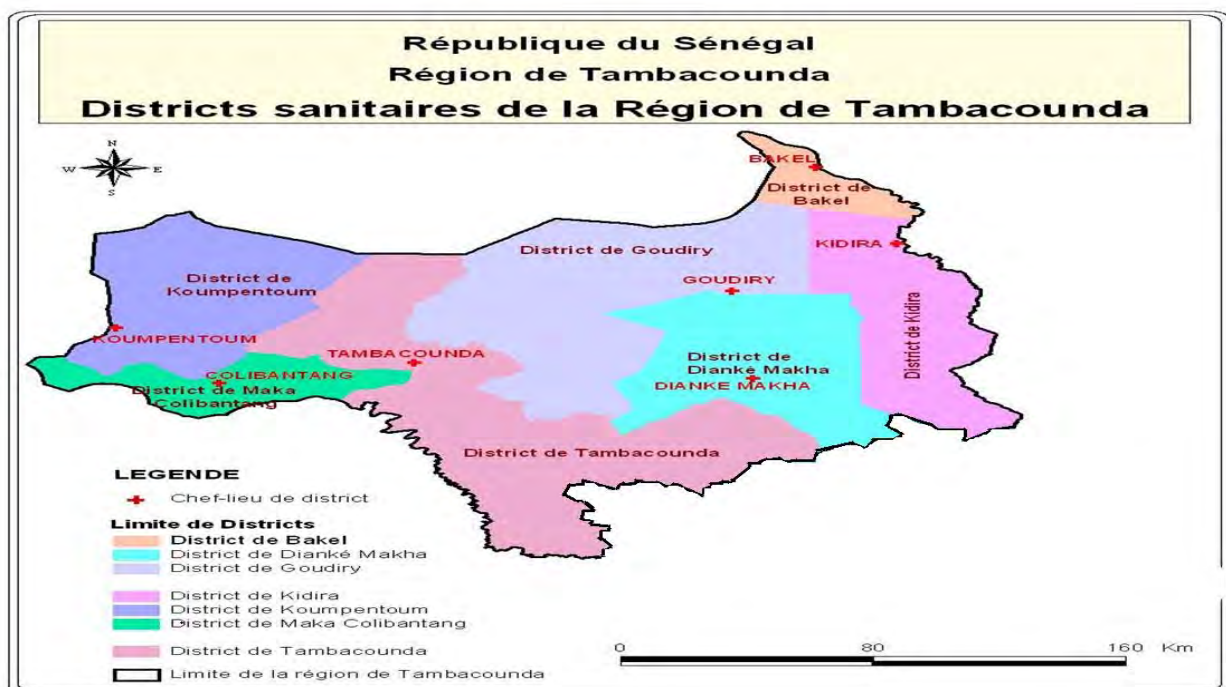 République du Sénégal
Région de Tambacounda
Districts sanitaires de la Région de Tambacounda
N
W
E
S
BAKEL
District de
Bakel
KIDIRA
District de Goudiry
District de
Koumpentoum
GOUDIRY
District de Kidira
KOUMPENTOUM
TAMBACOUNDA
District de
Dianké Makha
COLIBANTANG
DIANKE MAKHA
District de Maka
Colibantang
District de Tambacounda
LEGENDE
Chef-lieu de district
Limite de Districts
District de Bakel
District de Dianké Makha
District de Goudiry
District de Kidira
District de Koumpentoum
District de Maka Colibantang
District de Tambacounda
Limite de la région de Tambacounda
0 80 160 Km